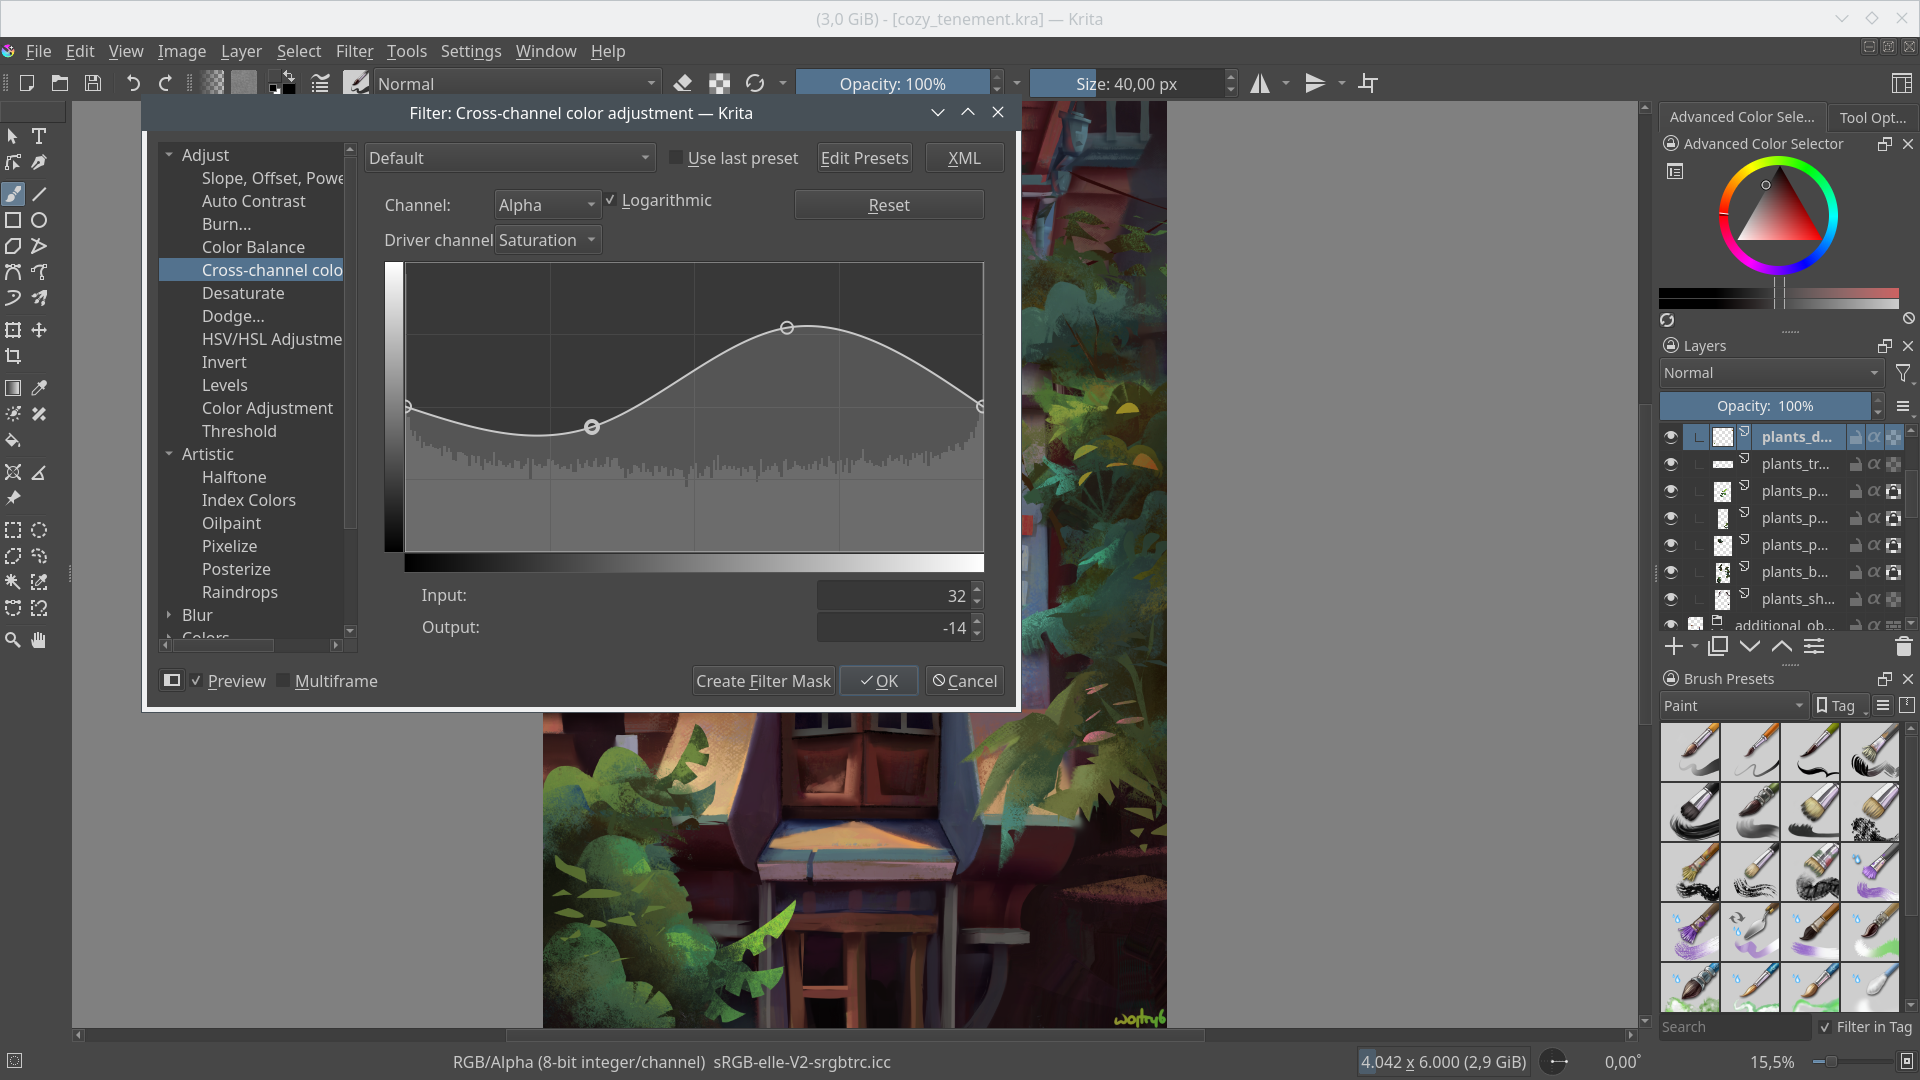 (3,0 GiB) - [cozy_tenement.kra] — Krita
File Edit View Image Layer Select Filter Tools Settings Window Help
Normal Opacity: 100% Size: 40,00 px
Filter: Cross-channel color adjustment — Krita
Adjust
Slope, Offset, Powe
Auto Contrast
Burn...
Color Balance
Cross-channel colo
Desaturate
Dodge...
HSV/HSL Adjustme
Invert
Levels
Color Adjustment
Threshold
Artistic
Halftone
Index Colors
Oilpaint
Pixelize
Posterize
Raindrops
Blur
Colors
Default Use last preset Edit Presets XML
Channel: Alpha Logarithmic Reset
Driver channel Saturation
Input: 32
Output: -14
Preview Multiframe Create Filter Mask OK Cancel
Advanced Color Sele... Tool Opt...
Advanced Color Selector
Layers
Normal
Opacity: 100%
plants_d...
plants_tr...
plants_p...
plants_p...
plants_p...
plants_b...
plants_sh...
additional_ob...
Brush Presets
Paint Tag
Search Filter in Tag
RGB/Alpha (8-bit integer/channel) sRGB-elle-V2-srgbtrc.icc 4.042 x 6.000 (2,9 GiB) 0,00° 15,5%